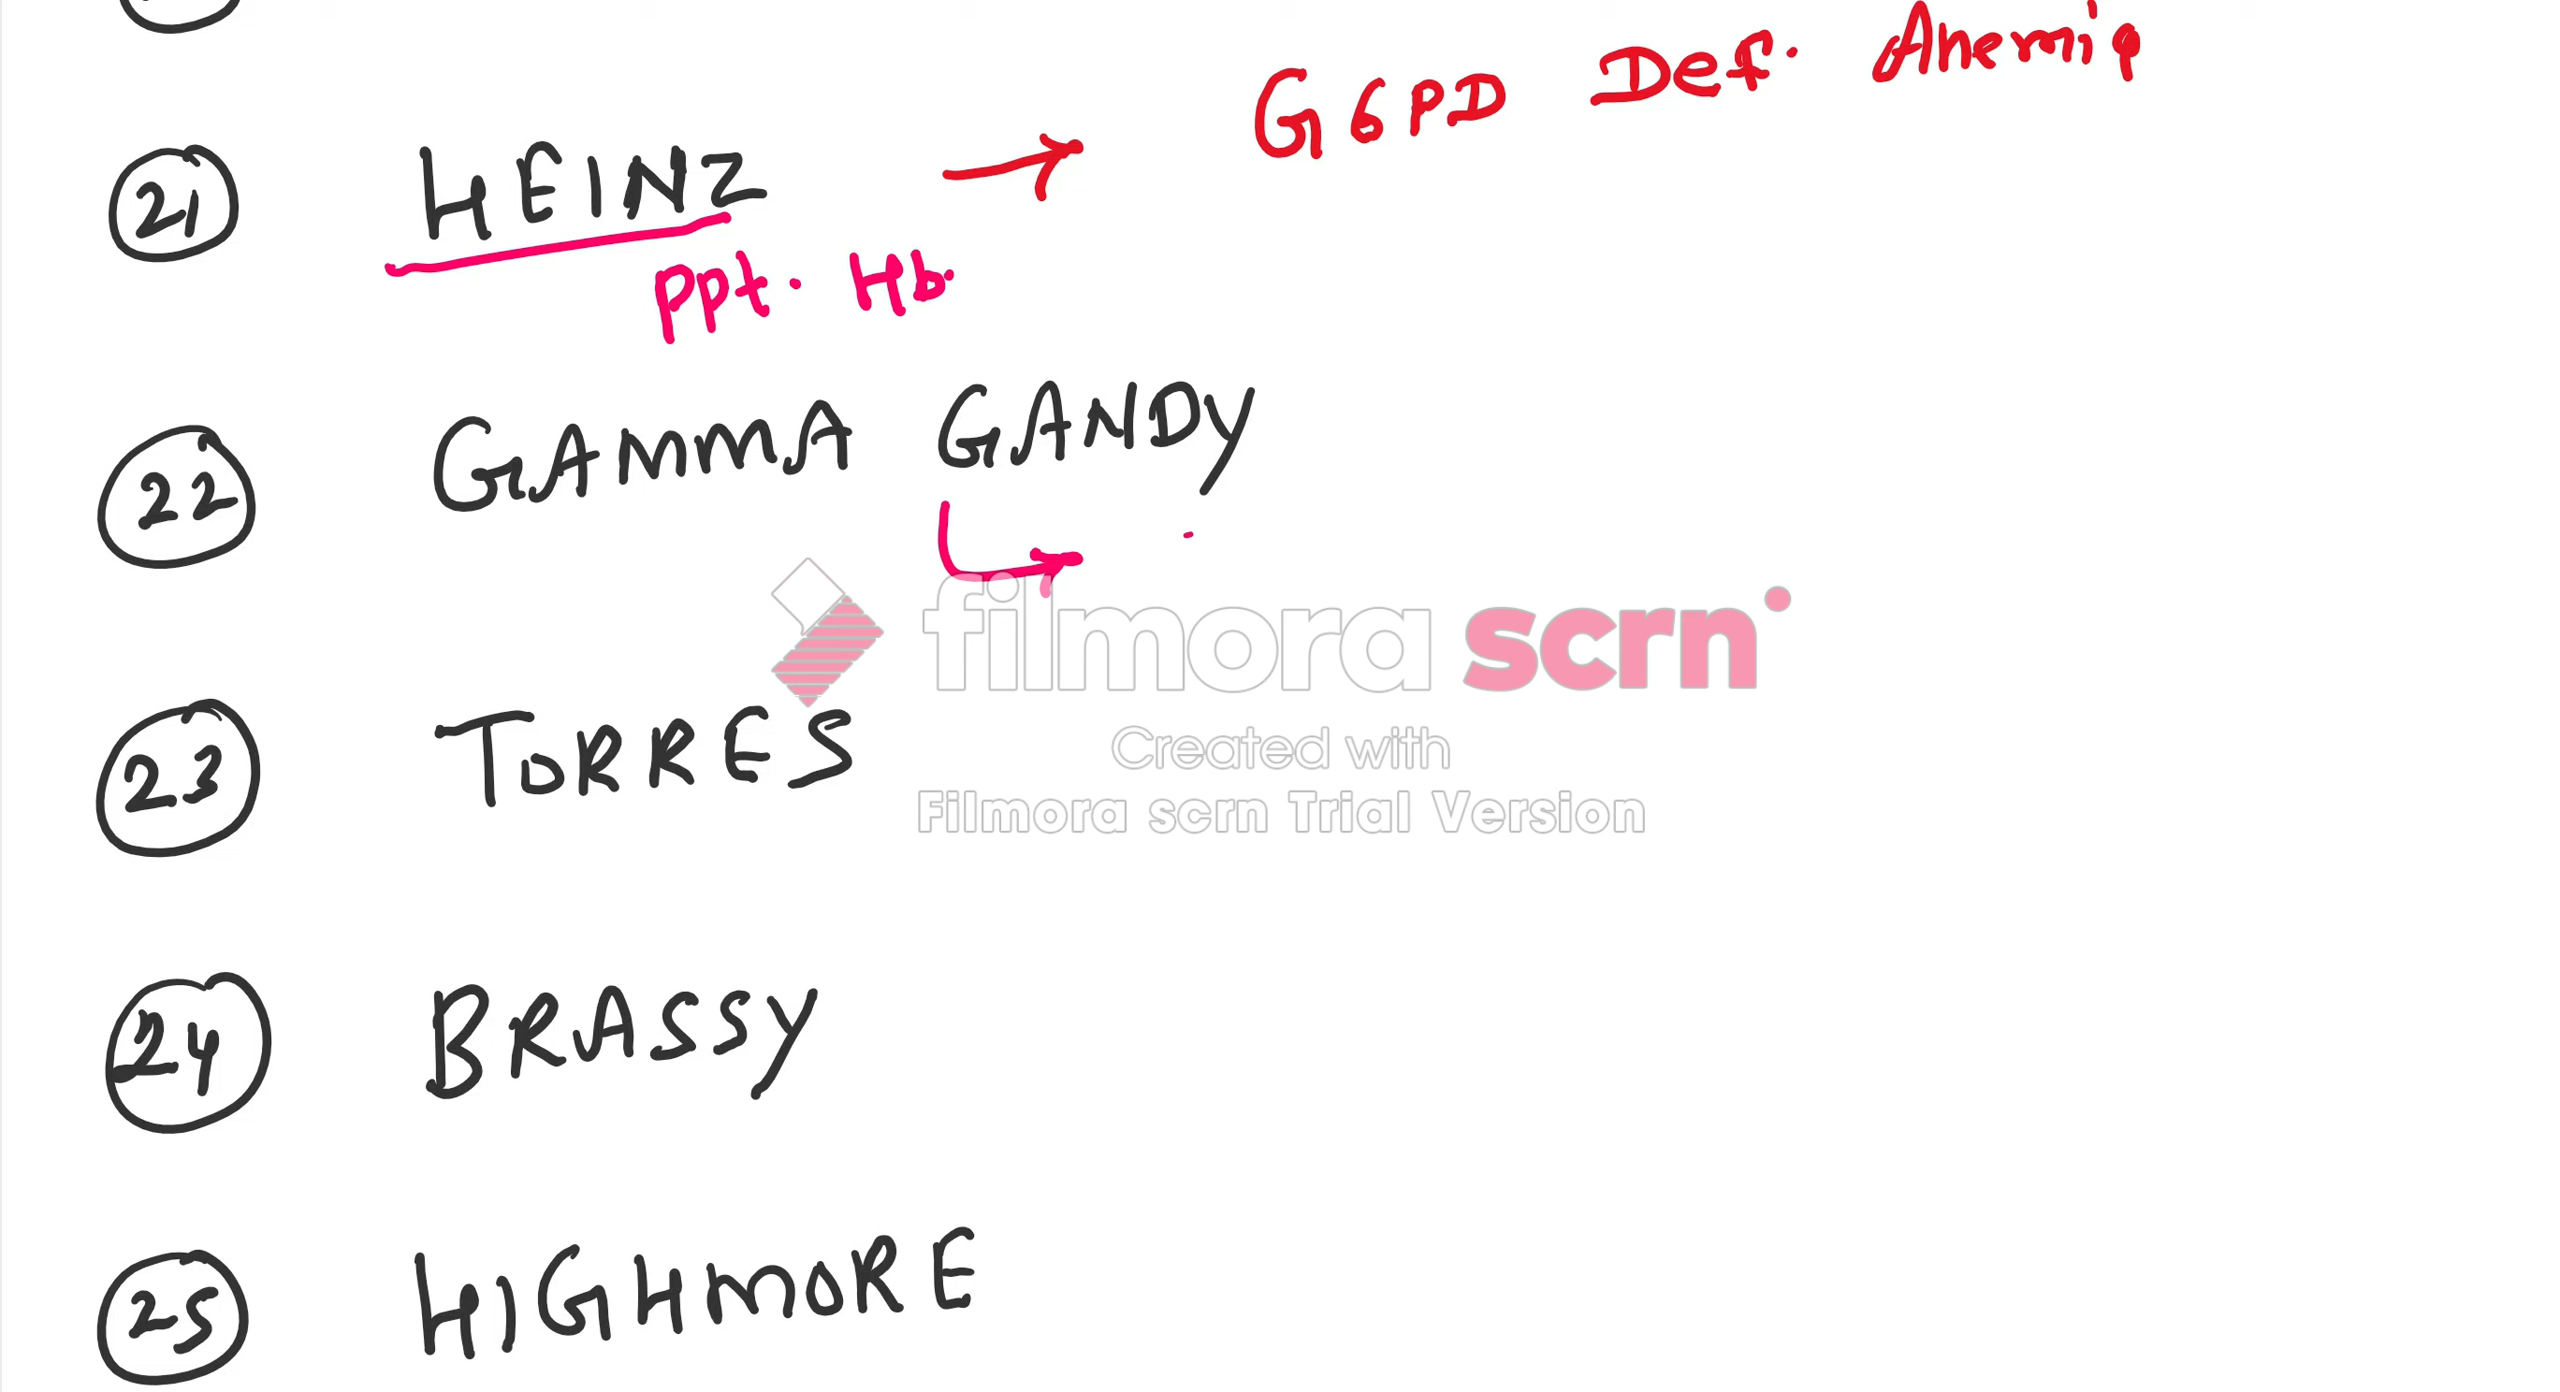 G6PD Def. Anemia
21 HEINZ →
Ppt. Hb.
22 GAMMA GANDY
filmora scrn
23 TORRES
Created with
Filmora scrn Trial Version
24 BRASSY
25 HIGHMORE